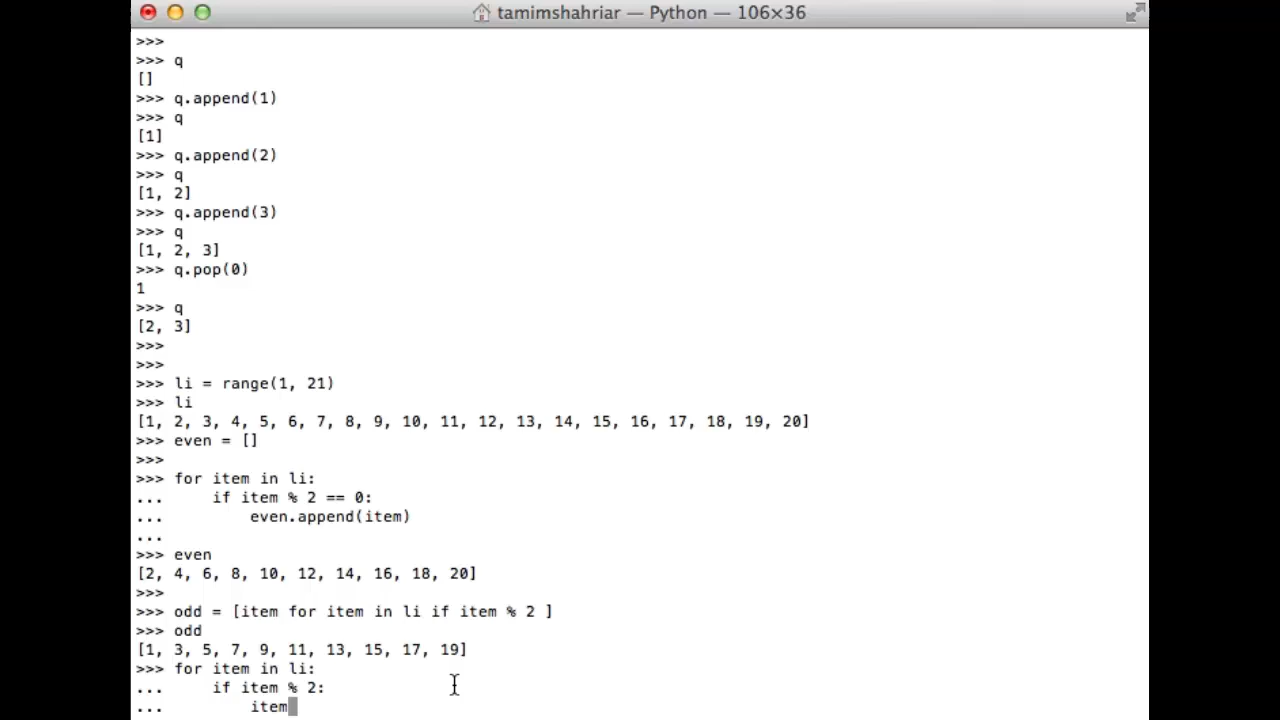 tamimshahriar — Python — 106×36
>>>
>>> q
[]
>>> q.append(1)
>>> q
[1]
>>> q.append(2)
>>> q
[1, 2]
>>> q.append(3)
>>> q
[1, 2, 3]
>>> q.pop(0)
1
>>> q
[2, 3]
>>>
>>>
>>> li = range(1, 21)
>>> li
[1, 2, 3, 4, 5, 6, 7, 8, 9, 10, 11, 12, 13, 14, 15, 16, 17, 18, 19, 20]
>>> even = []
>>>
>>> for item in li:
...     if item % 2 == 0:
...         even.append(item)
...
>>> even
[2, 4, 6, 8, 10, 12, 14, 16, 18, 20]
>>>
>>> odd = [item for item in li if item % 2 ]
>>> odd
[1, 3, 5, 7, 9, 11, 13, 15, 17, 19]
>>> for item in li:
...     if item % 2:
...         item